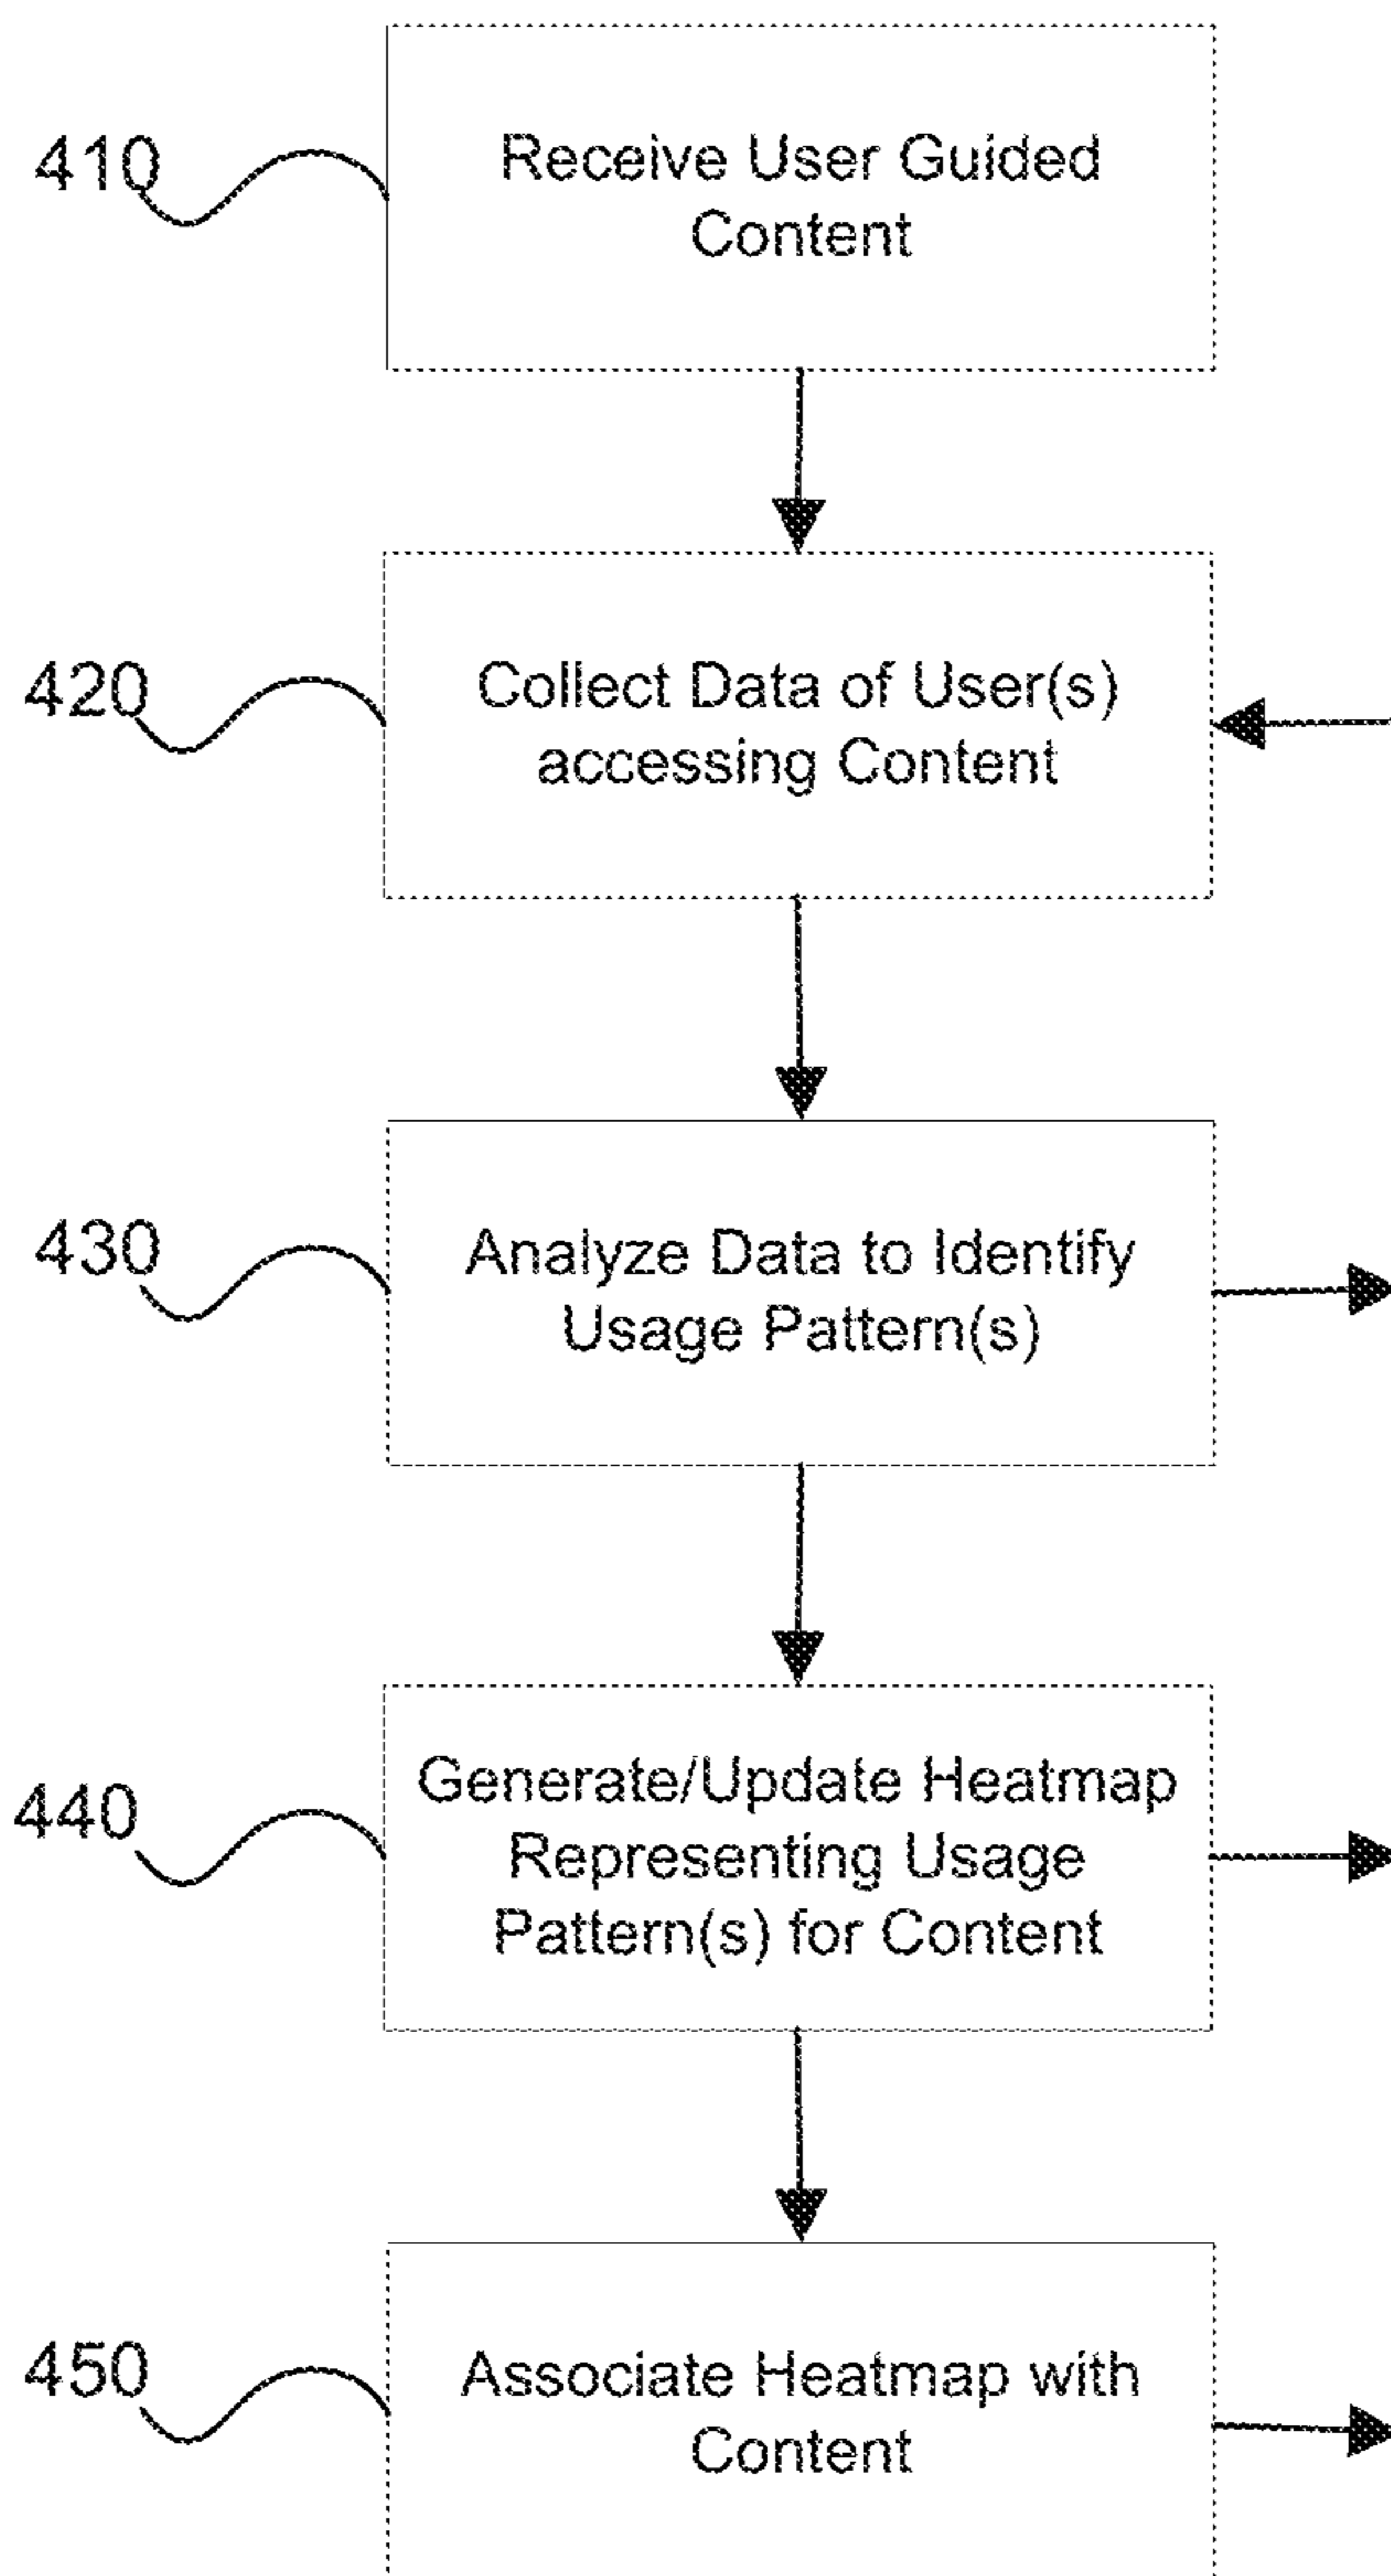 410
Receive User Guided
Content
420
Collect Data of User(s)
accessing Content
430
Analyze Data to Identify
Usage Pattern(s)
440
Generate/Update Heatmap
Representing Usage
Pattern(s) for Content
450
Associate Heatmap with
Content